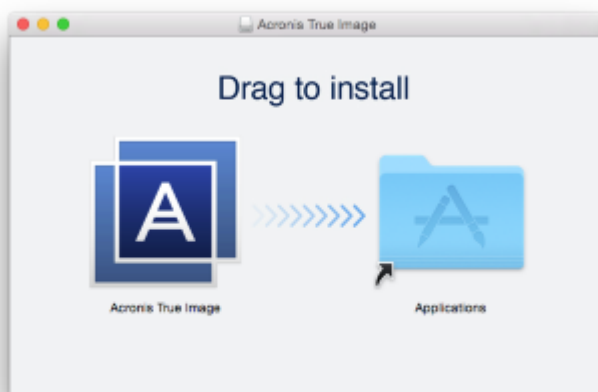 Acronis True Image
Drag to install
Acronis True Image
Applications